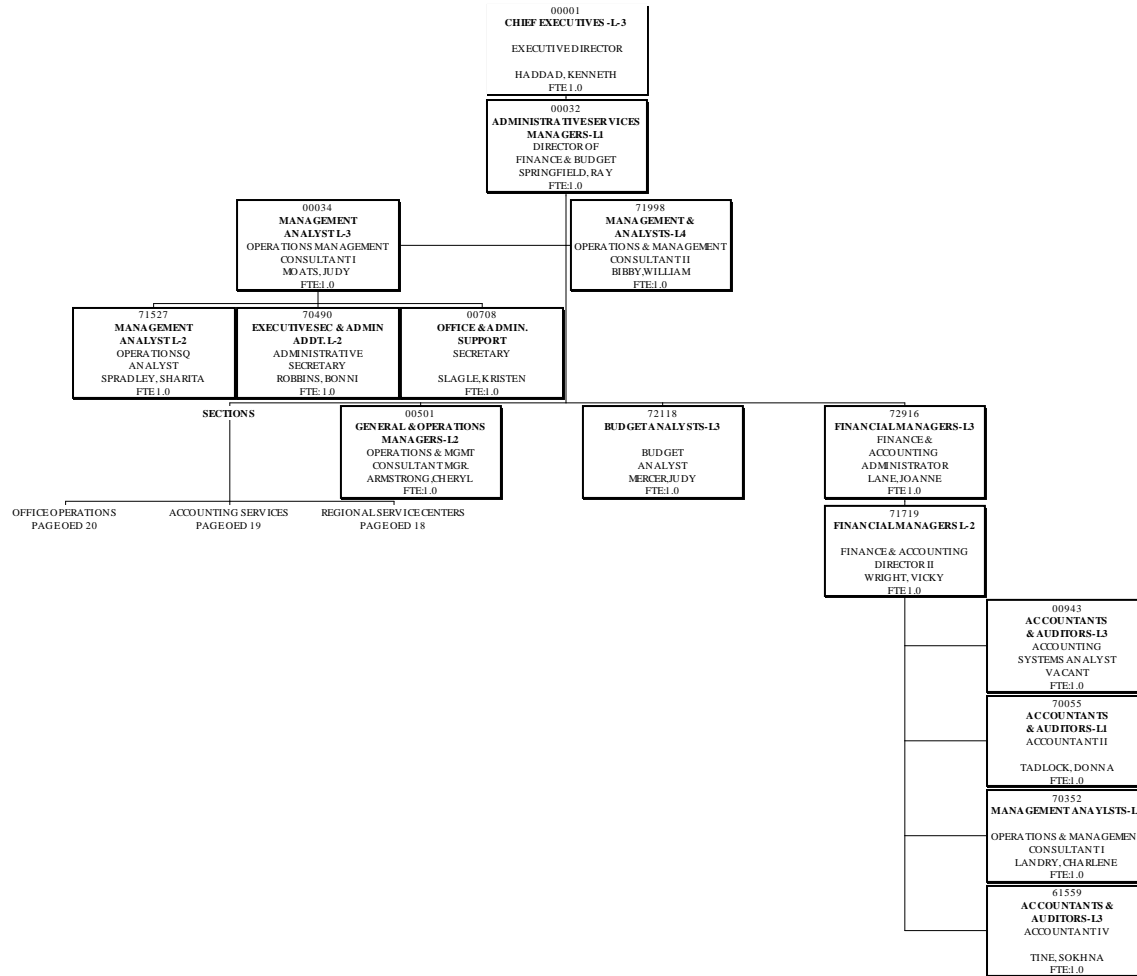 00001
CHIEF EXECUTIVES -L-3
EXECUTIVE DIRECTOR
HADDAD, KENNETH
FTE 1.0
00032
ADMINISTRATIVE SERVICES
MANAGERS-L1
DIRECTOR OF
FINANCE & BUDGET
SPRINGFIELD, RAY
FTE:1.0
00034
MANAGEMENT
ANALYST L-3
OPERATIONS MANAGEMENT
CONSULTANT I
MOATS, JUDY
FTE:1.0
71998
MANAGEMENT &
ANALYSTS-L4
OPERATIONS & MANAGEMENT
CONSULTANT II
BIBBY,WILLIAM
FTE:1.0
71527
MANAGEMENT
ANALYST L-2
OPERATIONSQ
ANALYST
SPRADLEY, SHARITA
FTE 1.0
70490
EXECUTIVE SEC & ADMIN
ADDT. L-2
ADMINISTRATIVE
SECRETARY
ROBBINS, BONNI
FTE: 1.0
00708
OFFICE & ADMIN.
SUPPORT
SECRETARY
SLAGLE, KRISTEN
FTE:1.0
SECTIONS
00501
GENERAL & OPERATIONS
MANAGERS-L2
OPERATIONS & MGMT
CONSULTANT MGR.
ARMSTRONG,CHERYL
FTE:1.0
72118
BUDGET ANALYSTS-L3
BUDGET
ANALYST
MERCER,JUDY
FTE:1.0
72916
FINANCIAL MANAGERS-L3
FINANCE &
ACCOUNTING
ADMINISTRATOR
LANE, JOANNE
FTE 1.0
OFFICE OPERATIONS
PAGE OED 20
ACCOUNTING SERVICES
PAGE OED 19
REGIONAL SERVICE CENTERS
PAGE OED 18
71719
FINANCIAL MANAGERS L-2
FINANCE & ACCOUNTING
DIRECTOR II
WRIGHT, VICKY
FTE 1.0
00943
ACCOUNTANTS
& AUDITORS-L3
ACCOUNTING
SYSTEMS ANALYST
VACANT
FTE:1.0
70055
ACCOUNTANTS
& AUDITORS-L1
ACCOUNTANT II
TADLOCK, DONNA
FTE:1.0
70352
MANAGEMENT ANAYLSTS-L
OPERATIONS & MANAGEMEN
CONSULTANT I
LANDRY, CHARLENE
FTE:1.0
61559
ACCOUNTANTS &
AUDITORS-L3
ACCOUNTANT IV
TINE, SOKHNA
FTE:1.0